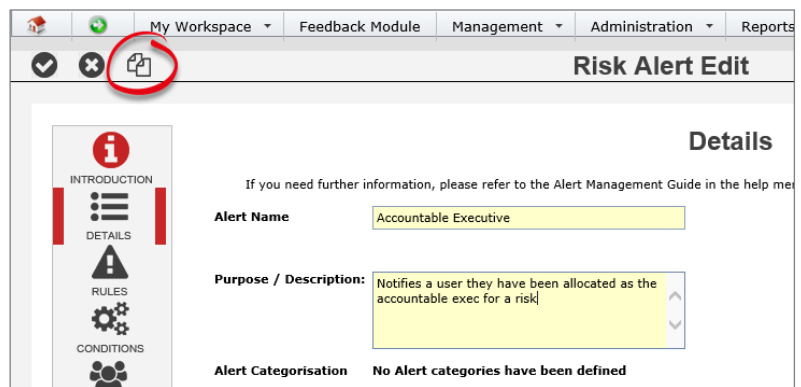 My Workspace Feedback Module Management Administration Reports
Risk Alert Edit
Details
INTRODUCTION
If you need further information, please refer to the Alert Management Guide in the help
DETAILS
Alert Name Accountable Executive
RULES
Purpose / Description: Notifies a user they have been allocated as the
accountable exec for a risk
CONDITIONS
Alert Categorisation No Alert categories have been defined